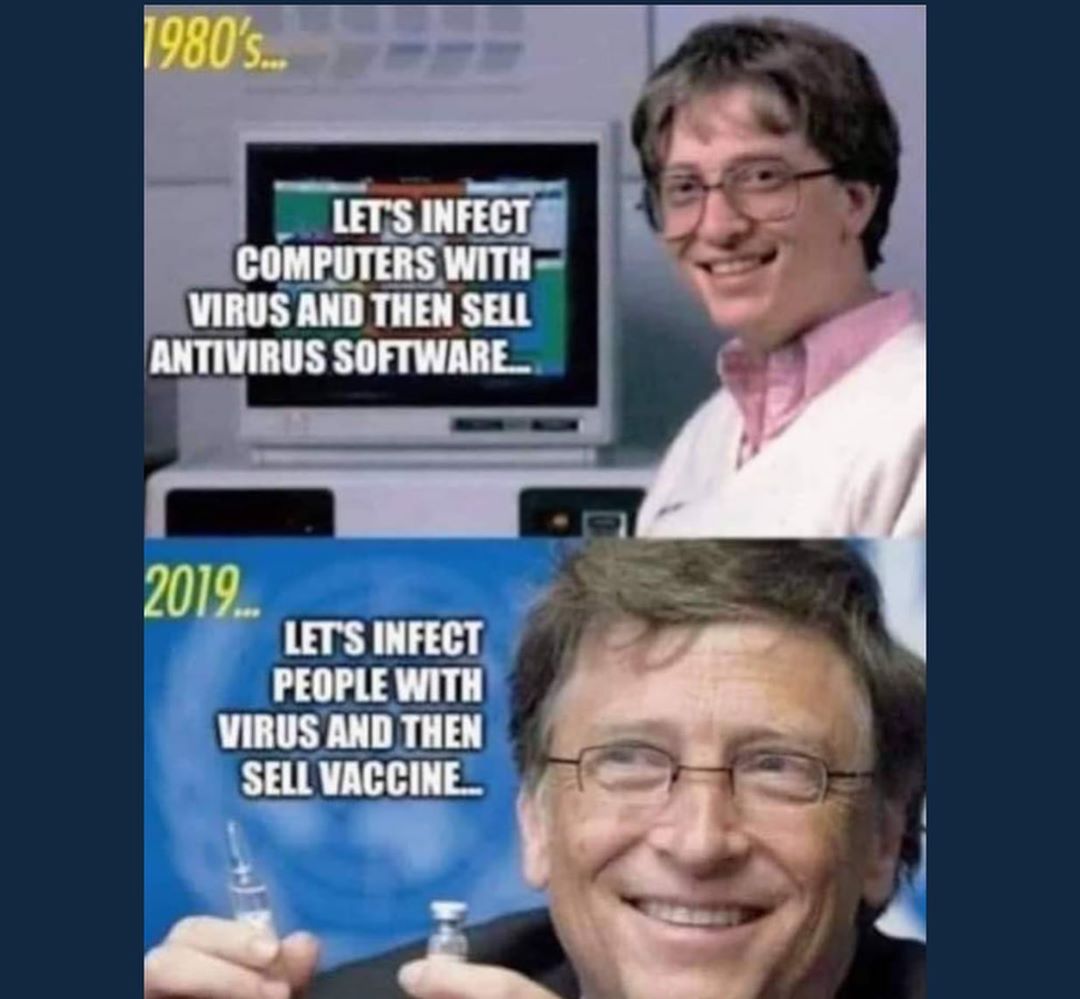 1980's...
LET'S INFECT
COMPUTERS WITH
VIRUS AND THEN SELL
ANTIVIRUS SOFTWARE...
2019...
LET'S INFECT
PEOPLE WITH
VIRUS AND THEN
SELL VACCINE...